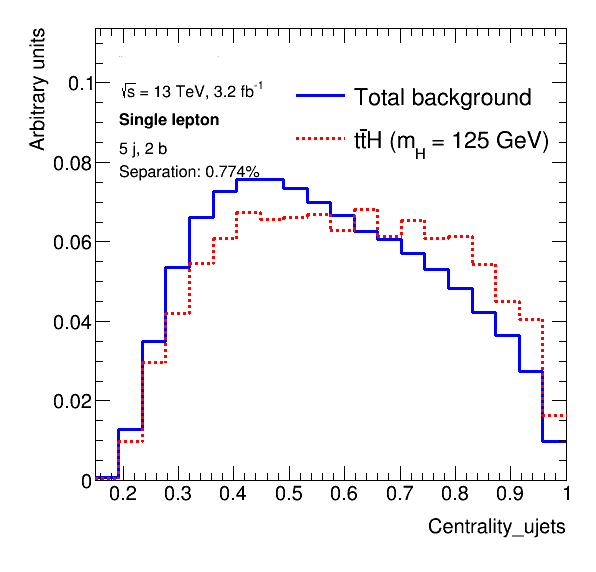 Arbitrary units
0.1
0.08
0.06
0.04
0.02
0
√s = 13 TeV, 3.2 fb⁻¹
Single lepton
5 j, 2 b
Separation: 0.774%
Total background
tt̄H (m_H = 125 GeV)
0.2 0.3 0.4 0.5 0.6 0.7 0.8 0.9 1
Centrality_ujets